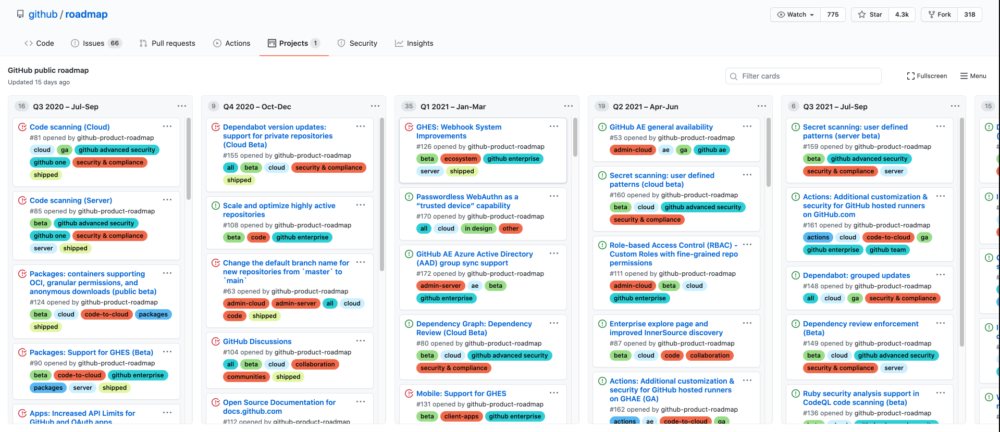 github / roadmap
Watch 775
Star 4.3k
Fork 318
Code
Issues 66
Pull requests
Actions
Projects 1
Security
Insights
GitHub public roadmap
Updated 15 days ago
Filter cards
Fullscreen
Menu
16 Q3 2020 – Jul-Sep
Code scanning (Cloud)
#81 opened by github-product-roadmap
cloud ga github advanced security
github one security & compliance
shipped
Code scanning (Server)
#85 opened by github-product-roadmap
beta github advanced security
github one security & compliance
server shipped
Packages: containers supporting
OCI, granular permissions, and
anonymous downloads (public beta)
#124 opened by github-product-roadmap
beta cloud code-to-cloud packages
shipped
Packages: Support for GHES (Beta)
#90 opened by github-product-roadmap
beta code-to-cloud github enterprise
packages server shipped
Apps: Increased API Limits for
GitHub and OAuth apps
9 Q4 2020 – Oct-Dec
Dependabot version updates:
support for private repositories
(Cloud Beta)
#155 opened by github-product-roadmap
all beta cloud security & compliance
shipped
Scale and optimize highly active
repositories
#108 opened by github-product-roadmap
beta code github enterprise
Change the default branch name for
new repositories from `master` to
`main`
#63 opened by github-product-roadmap
admin-cloud admin-server all cloud
code shipped
GitHub Discussions
#104 opened by github-product-roadmap
all beta cloud collaboration
communities shipped
Open Source Documentation for
docs.github.com
#112 opened by github-product-roadmap
35 Q1 2021 – Jan-Mar
GHES: Webhook System
Improvements
#126 opened by github-product-roadmap
beta ecosystem github enterprise
server shipped
Passwordless WebAuthn as a
“trusted device” capability
#170 opened by github-product-roadmap
all cloud in design other
GitHub AE Azure Active Directory
(AAD) group sync support
#172 opened by github-product-roadmap
admin-server ae beta
github enterprise
Dependency Graph: Dependency
Review (Cloud Beta)
#80 opened by github-product-roadmap
beta cloud github advanced security
security & compliance
Mobile: Support for GHES
#131 opened by github-product-roadmap
beta client-apps github enterprise
19 Q2 2021 – Apr-Jun
GitHub AE general availability
#53 opened by github-product-roadmap
admin-cloud ae ga github ae
Secret scanning: user defined
patterns (cloud beta)
#160 opened by github-product-roadmap
beta cloud github advanced security
security & compliance
Role-based Access Control (RBAC) -
Custom Roles with fine-grained repo
permissions
#111 opened by github-product-roadmap
admin-cloud beta cloud
github enterprise
Enterprise explore page and
improved InnerSource discovery
#87 opened by github-product-roadmap
beta cloud code collaboration
Actions: Additional customization &
security for GitHub hosted runners
on GHAE (GA)
#162 opened by github-product-roadmap
actions ae code-to-cloud ga
6 Q3 2021 – Jul-Sep
Secret scanning: user defined
patterns (server beta)
#159 opened by github-product-roadmap
beta github advanced security
security & compliance server
Actions: Additional customization &
security for GitHub hosted runners
on GitHub.com
#161 opened by github-product-roadmap
actions cloud code-to-cloud ga
github enterprise github team
Dependabot: grouped updates
#148 opened by github-product-roadmap
all cloud ga security & compliance
Dependency review enforcement
(Beta)
#149 opened by github-product-roadmap
beta cloud github advanced security
security & compliance server
Ruby security analysis support in
CodeQL code scanning (beta)
#136 opened by github-product-roadmap
15